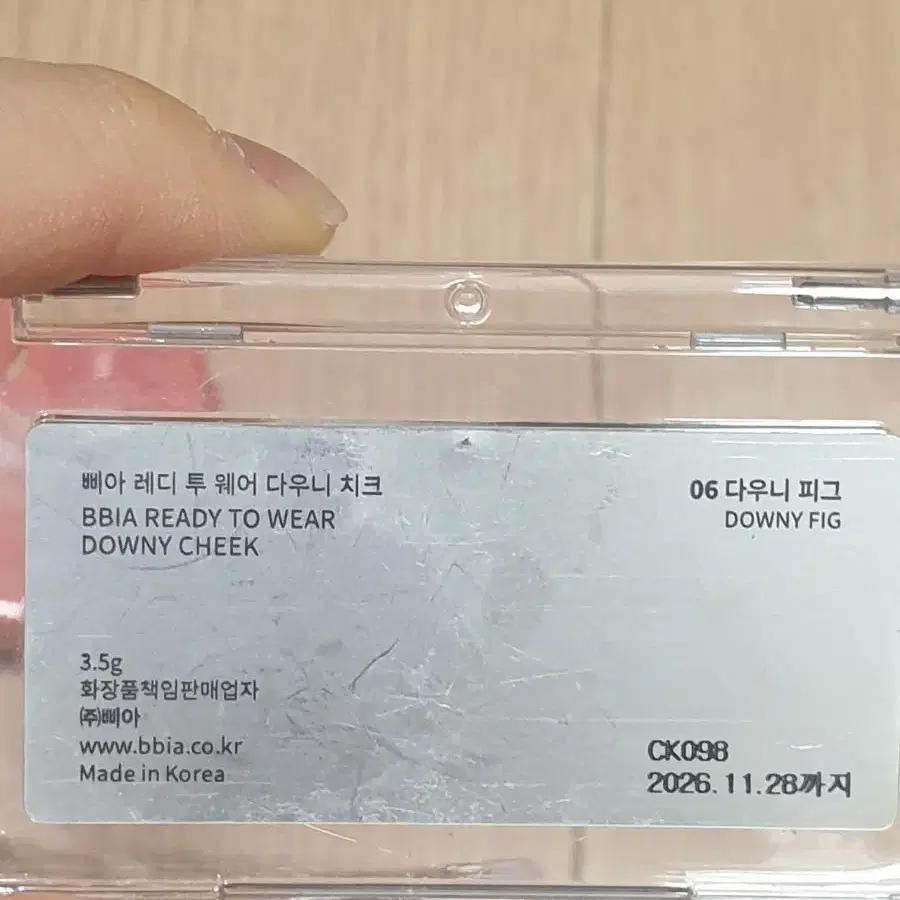 삐아 레디 투 웨어 다우니 치크
BBIA READY TO WEAR
DOWNY CHEEK
06 다우니 피그
DOWNY FIG
3.5g
화장품책임판매업자
㈜삐아
www.bbia.co.kr
Made in Korea
CK098
2026.11.28까지